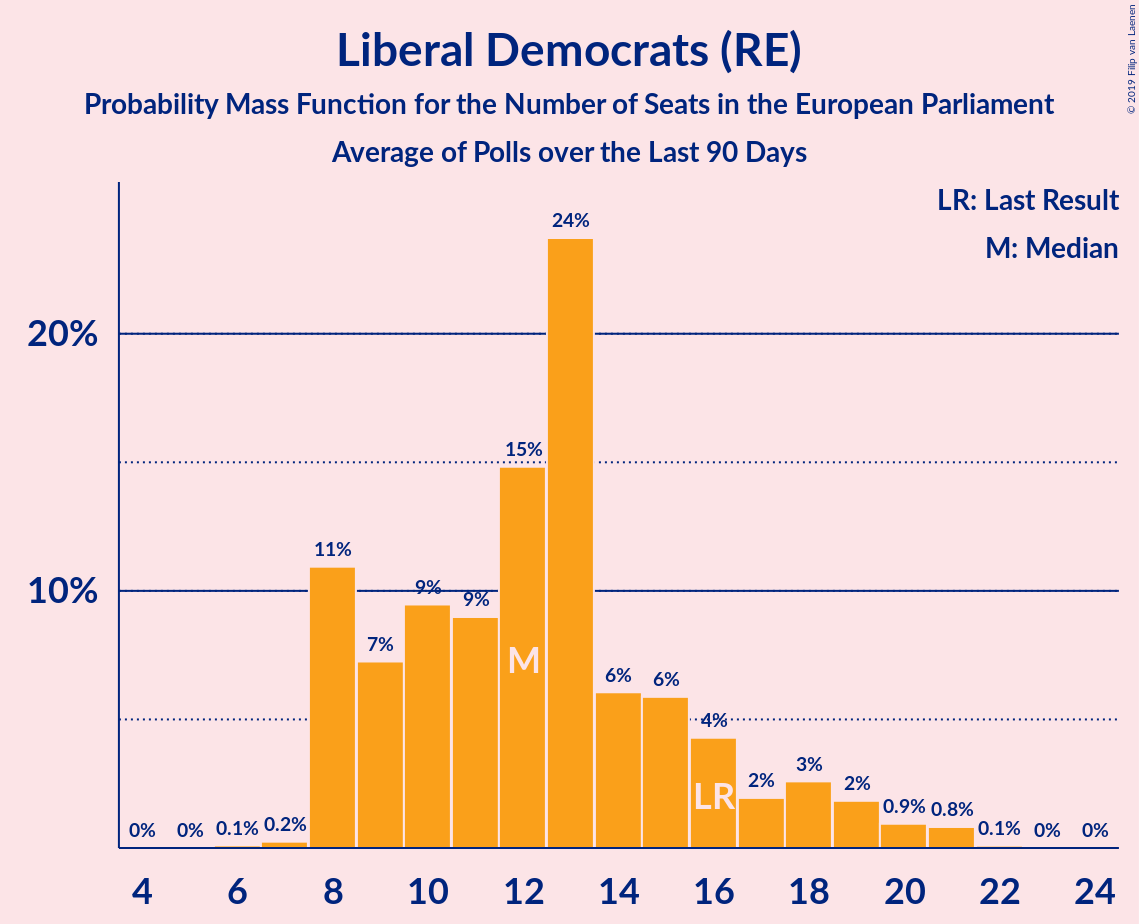 Liberal Democrats (RE)
Probability Mass Function for the Number of Seats in the European Parliament
Average of Polls over the Last 90 Days
© 2019 Filip van Laenen
LR: Last Result
M: Median
20%
10%
0%
0%
0.1%
0.2%
11%
7%
9%
9%
15%
24%
6%
6%
4%
2%
3%
2%
0.9%
0.8%
0.1%
0%
0%
M
LR
4 6 8 10 12 14 16 18 20 22 24